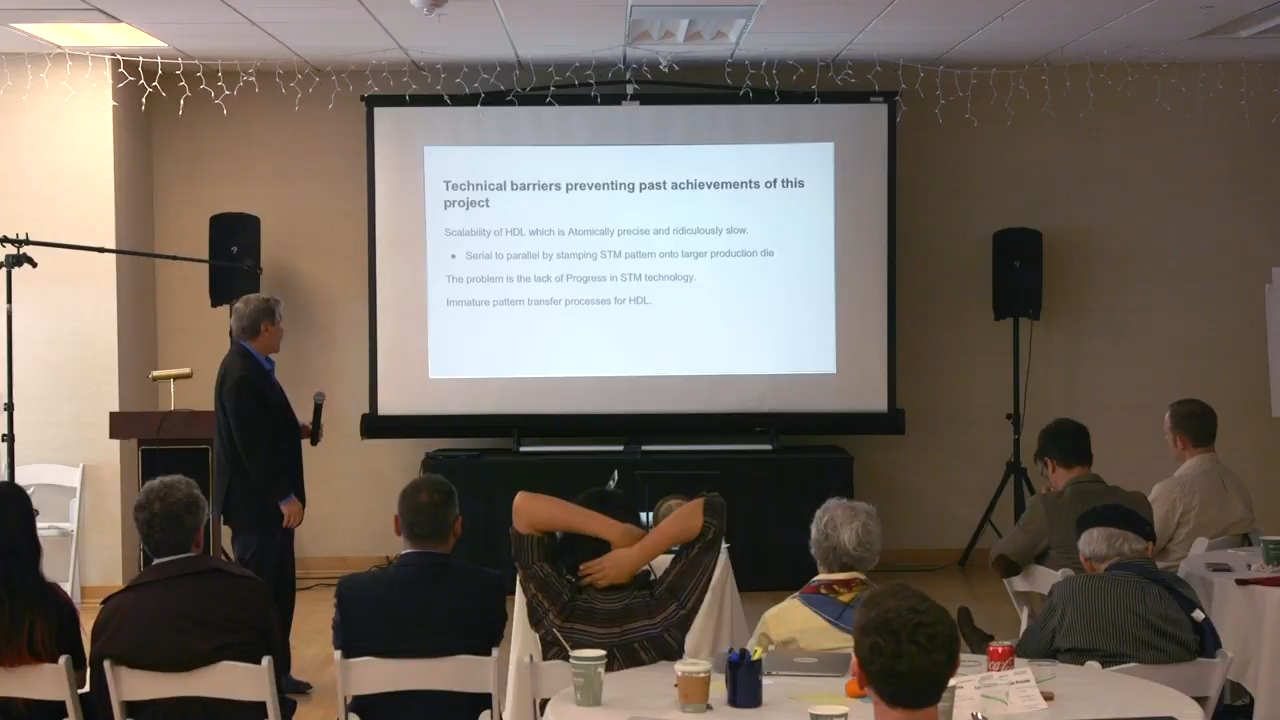 Technical barriers preventing past achievements of this
project
Scalability of HDL which is Atomically precise and ridiculously slow.
● Serial to parallel by stamping STM pattern onto larger production die
The problem is the lack of Progress in STM technology.
Immature pattern transfer processes for HDL.